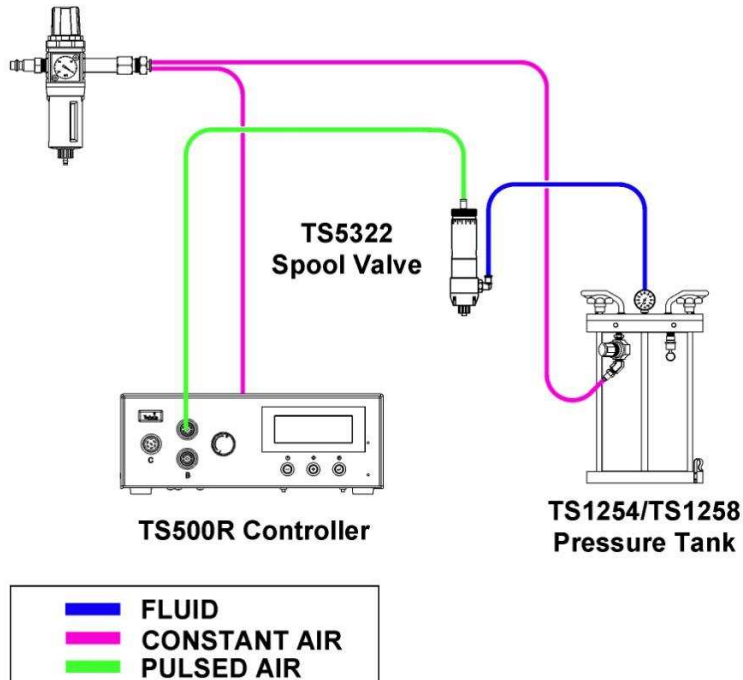 TS5322
Spool Valve
C
B
TS500R Controller
TS1254/TS1258
Pressure Tank
FLUID
CONSTANT AIR
PULSED AIR